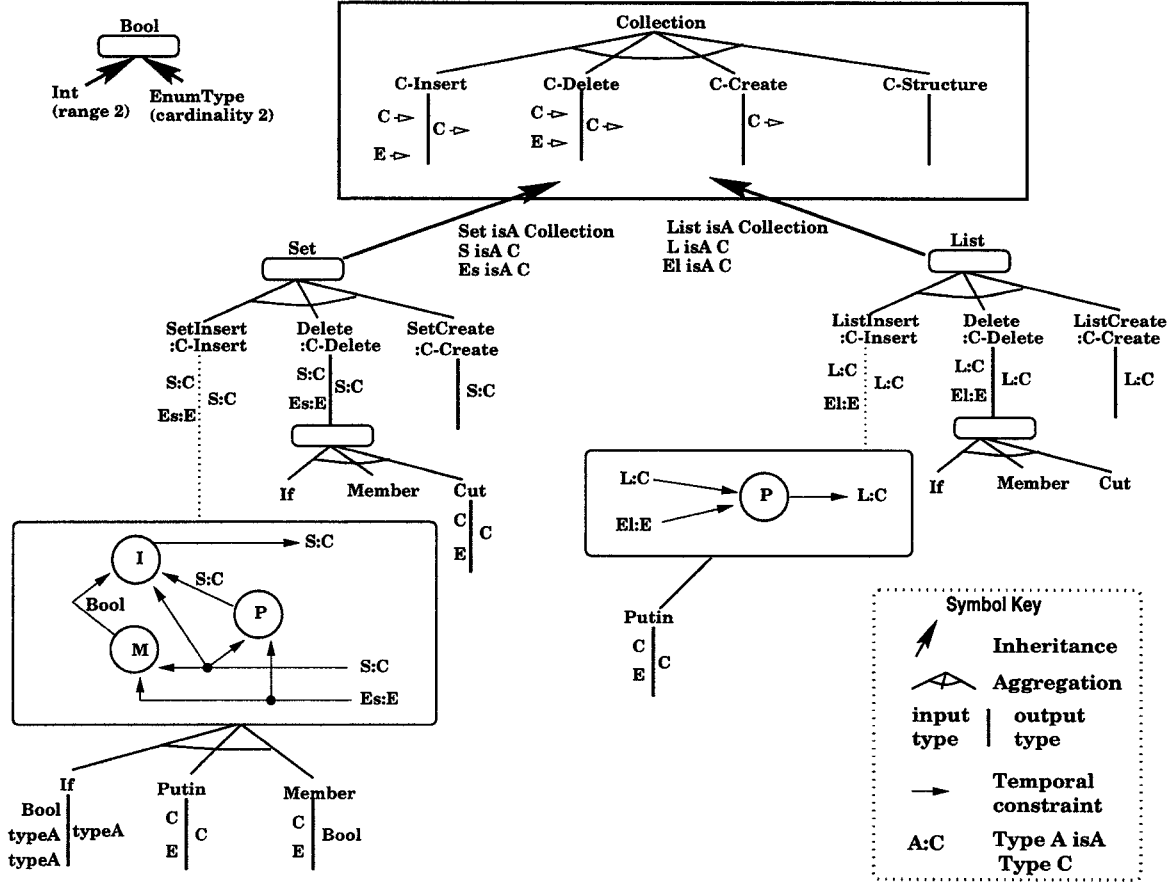 Bool
Int
(range 2)
EnumType
(cardinality 2)
Collection
C-Insert
C-Delete
C-Create
C-Structure
C
E
C
C
E
C
C
Set isA Collection
S isA C
Es isA C
List isA Collection
L isA C
El isA C
Set
SetInsert
:C-Insert
Delete
:C-Delete
SetCreate
:C-Create
S:C
Es:E
S:C
S:C
Es:E
S:C
S:C
If
Member
Cut
C
E
C
List
ListInsert
:C-Insert
Delete
:C-Delete
ListCreate
:C-Create
L:C
El:E
L:C
L:C
El:E
L:C
L:C
If
Member
Cut
L:C
El:E
P
L:C
Putin
C
E
C
I
S:C
S:C
Bool
P
M
S:C
Es:E
If
Bool
typeA
typeA
typeA
Putin
C
E
C
Member
C
E
Bool
Symbol Key
Inheritance
Aggregation
input
type
output
type
Temporal
constraint
A:C
Type A isA
Type C